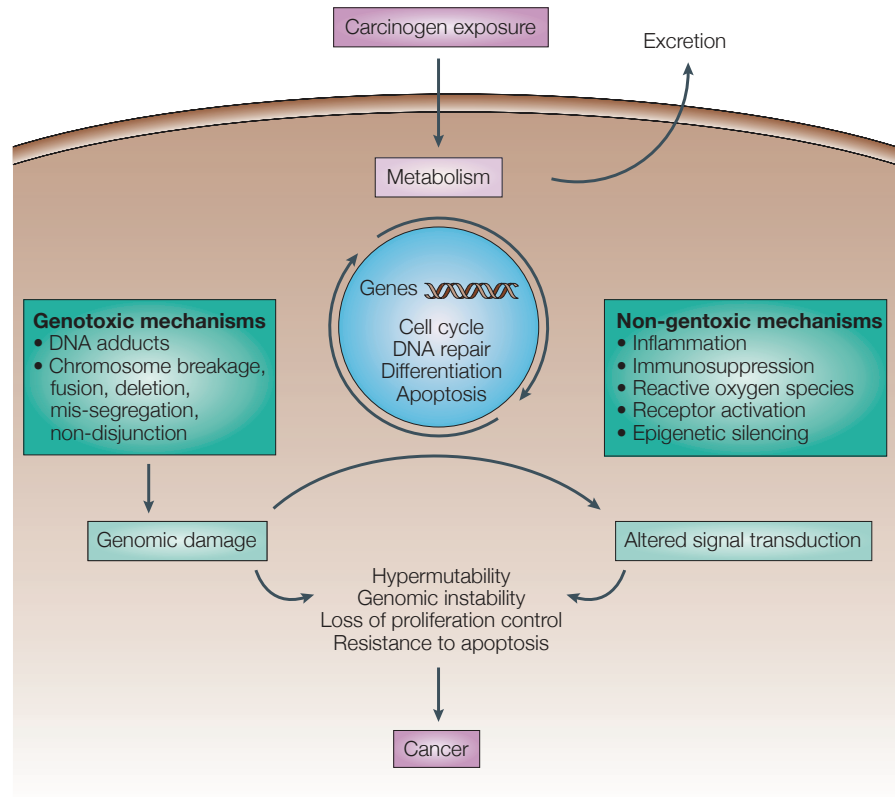 Carcinogen exposure
Excretion
Metabolism
Genes
Cell cycle
DNA repair
Differentiation
Apoptosis
Genotoxic mechanisms
• DNA adducts
• Chromosome breakage,
fusion, deletion,
mis-segregation,
non-disjunction
Non-gentoxic mechanisms
• Inflammation
• Immunosuppression
• Reactive oxygen species
• Receptor activation
• Epigenetic silencing
Genomic damage
Altered signal transduction
Hypermutability
Genomic instability
Loss of proliferation control
Resistance to apoptosis
Cancer